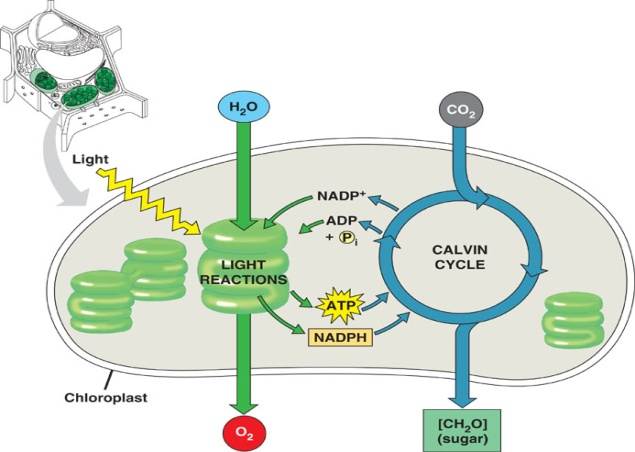 H₂O
CO₂
Light
NADP⁺
ADP
+ Pᵢ
LIGHT
REACTIONS
CALVIN
CYCLE
ATP
NADPH
Chloroplast
O₂
[CH₂O]
(sugar)